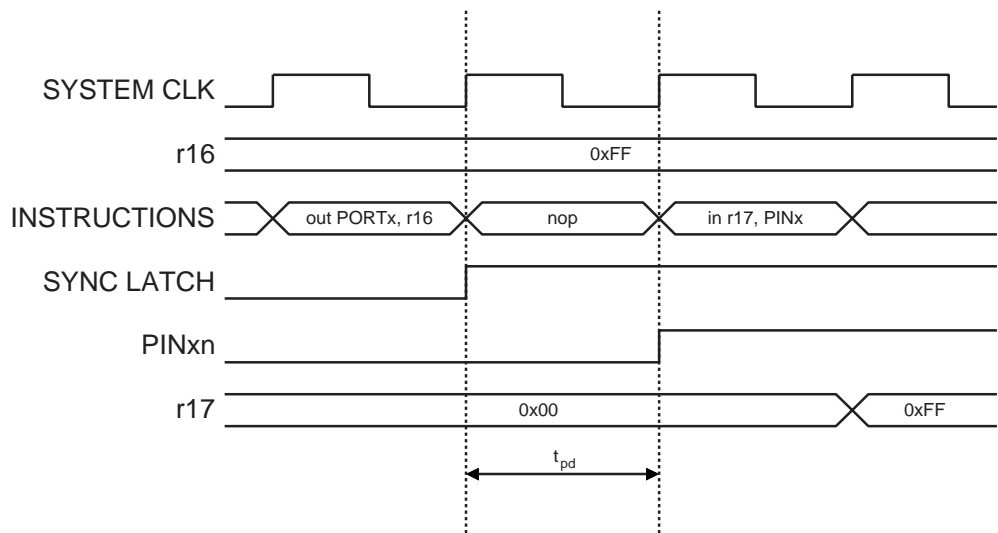 SYSTEM CLK
r16
0xFF
INSTRUCTIONS
out PORTx, r16
nop
in r17, PINx
SYNC LATCH
PINxn
r17
0x00
0xFF
tpd